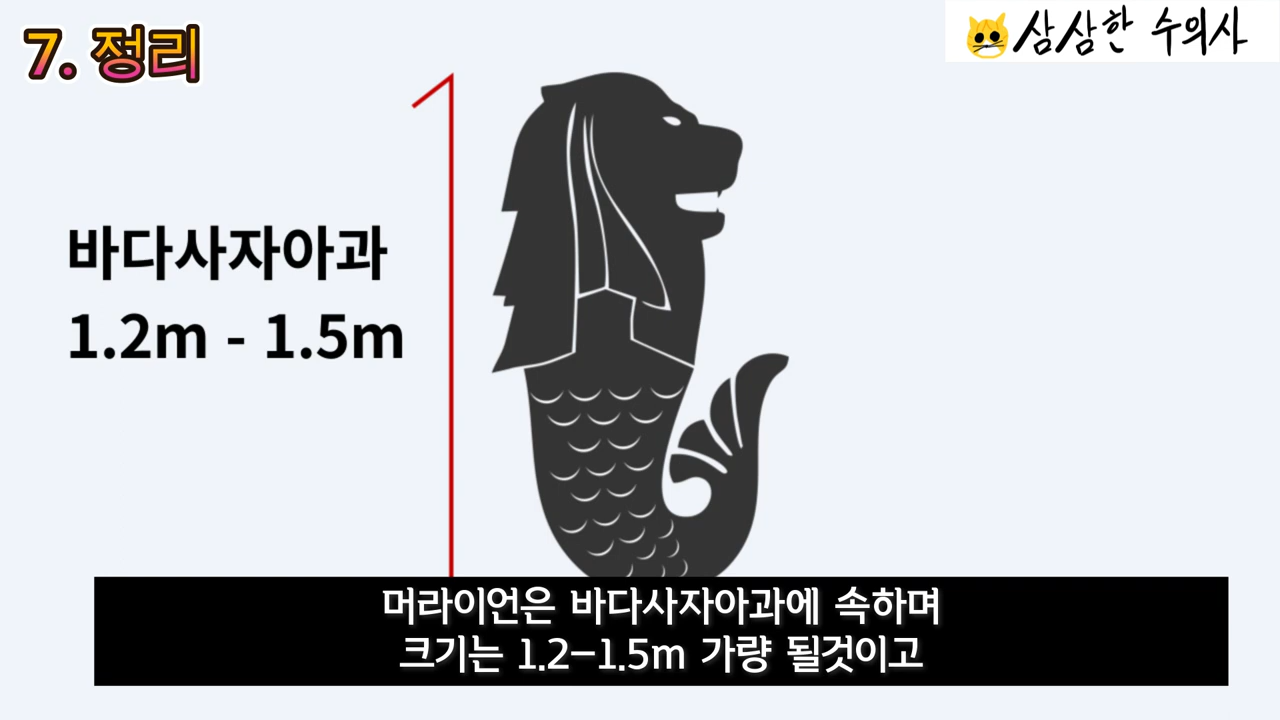 7. 정리
삼삼한 수의사
바다사자아과
1.2m - 1.5m
머라이언은 바다사자아과에 속하며
크기는 1.2-1.5m 가량 될것이고